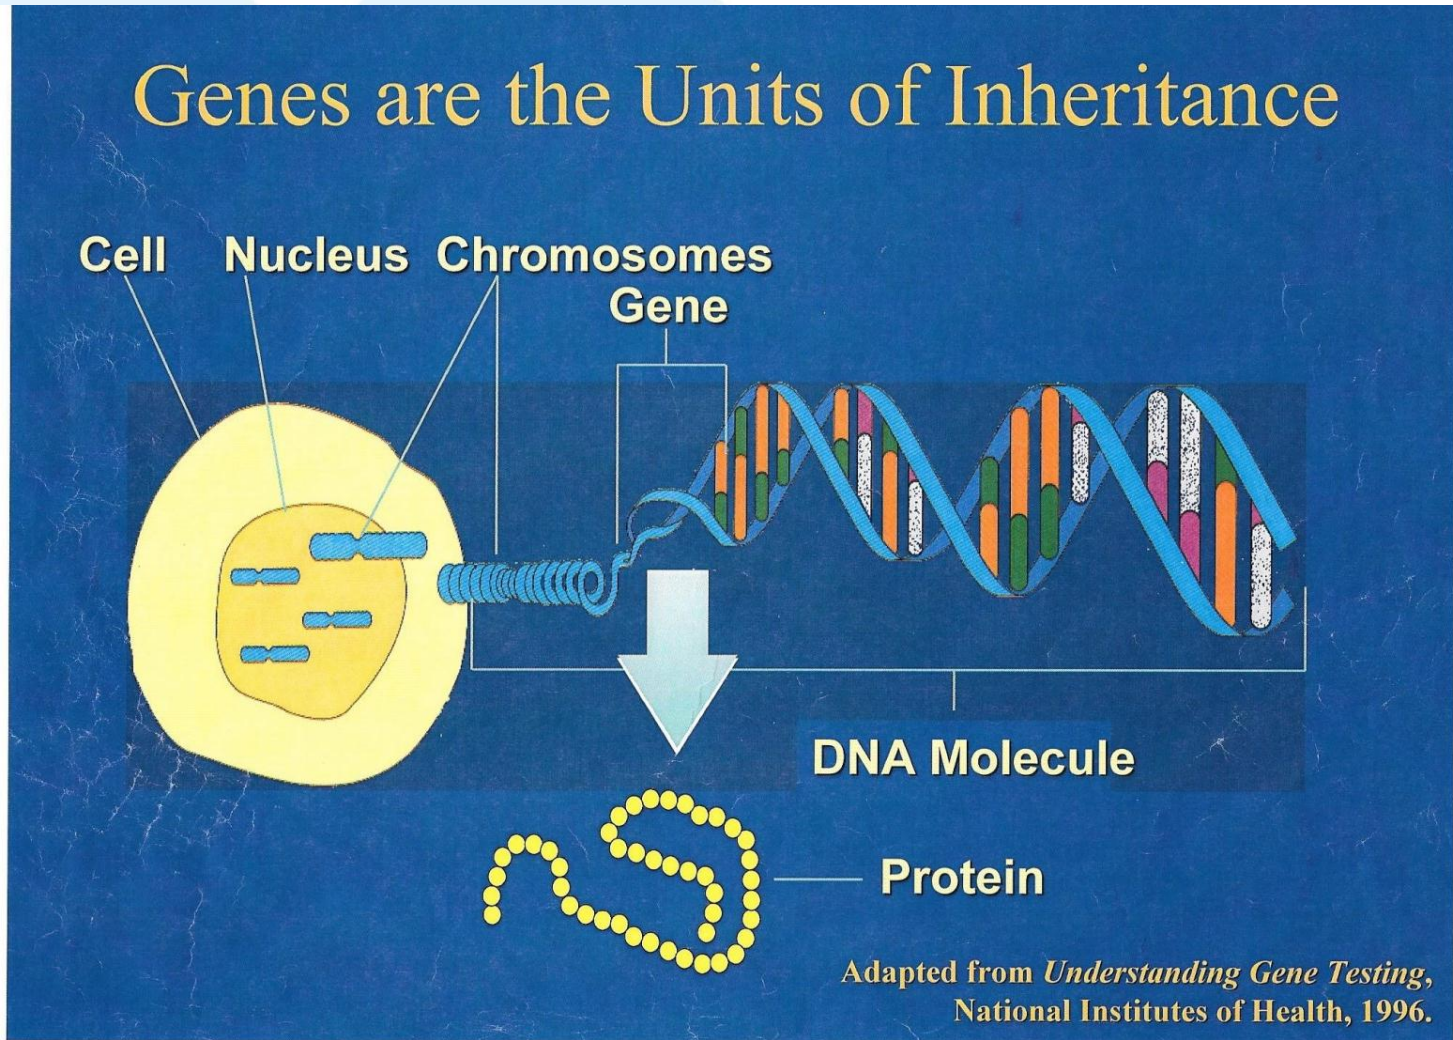 Genes are the Units of Inheritance
Cell Nucleus Chromosomes
Gene
DNA Molecule
Protein
Adapted from Understanding Gene Testing,
National Institutes of Health, 1996.